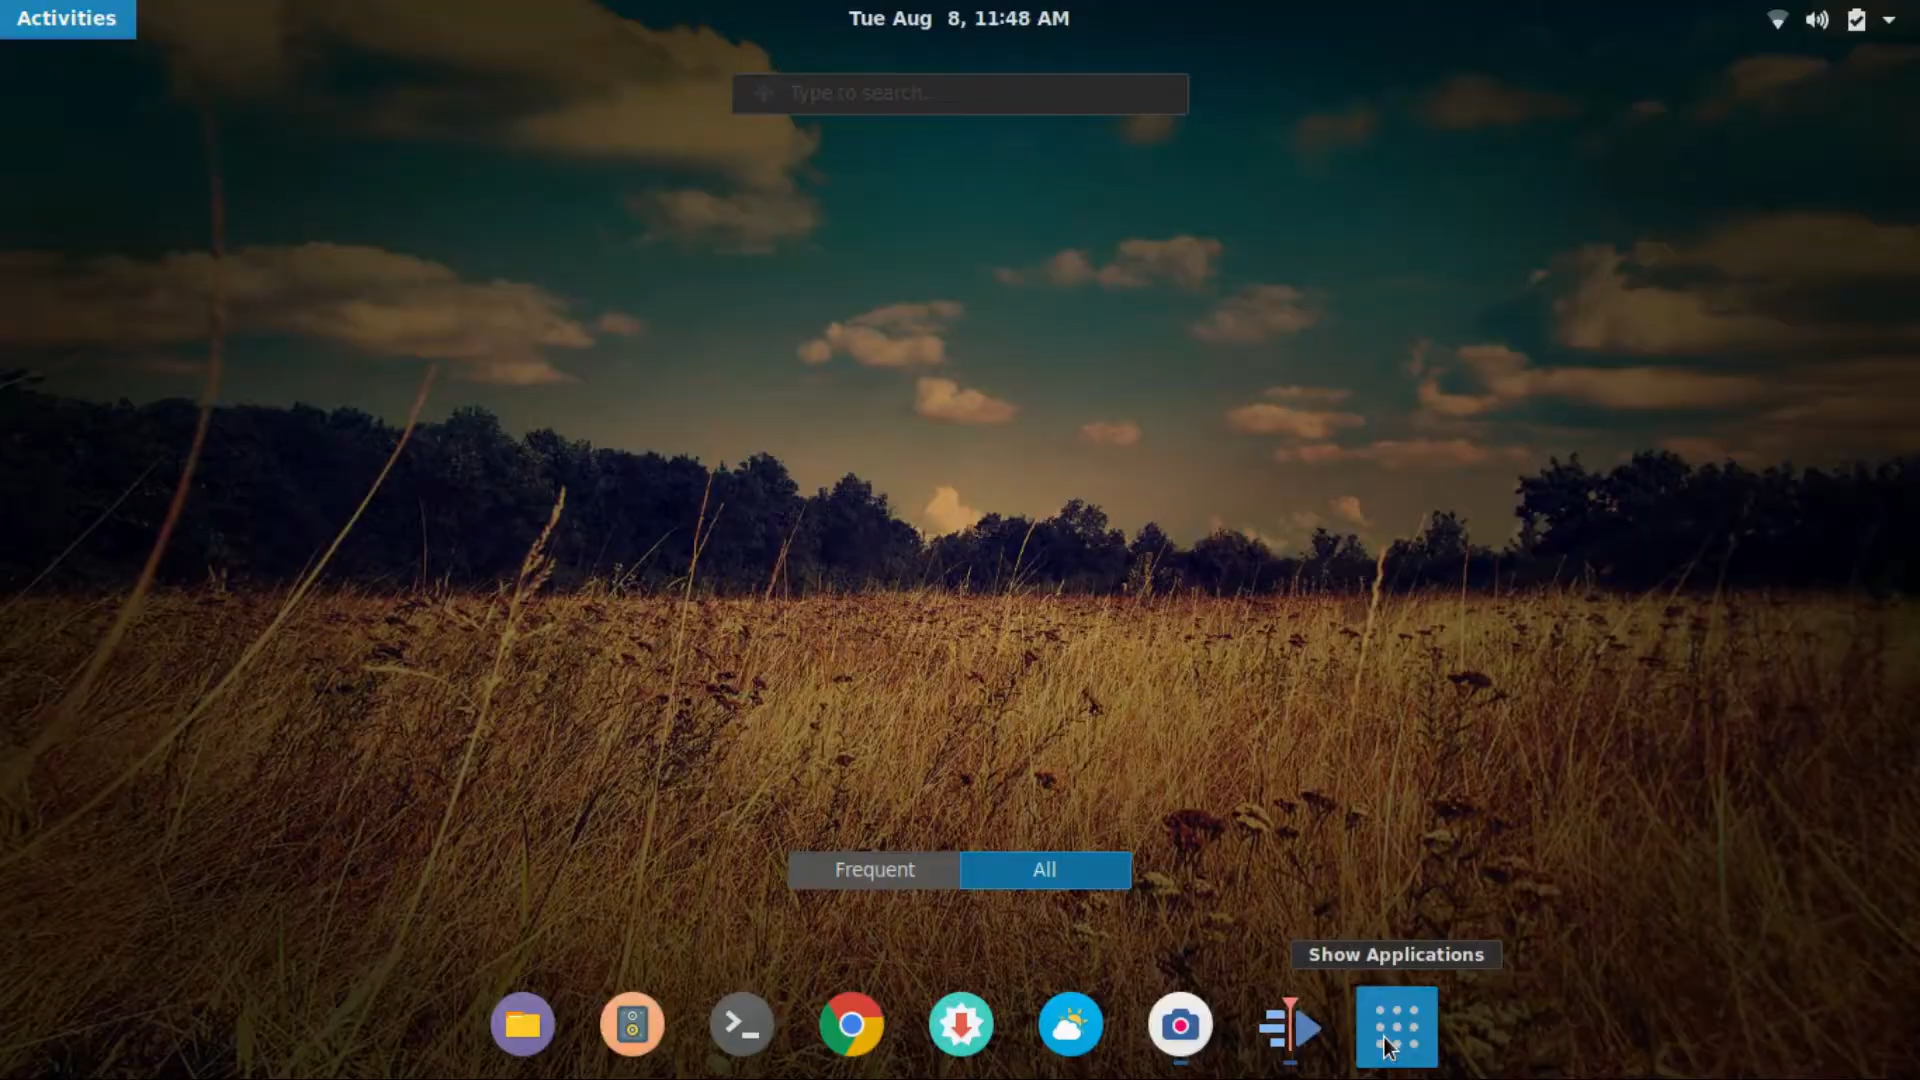 Activities
Tue Aug 8, 11:48 AM
Type to search...
Frequent
All
Show Applications